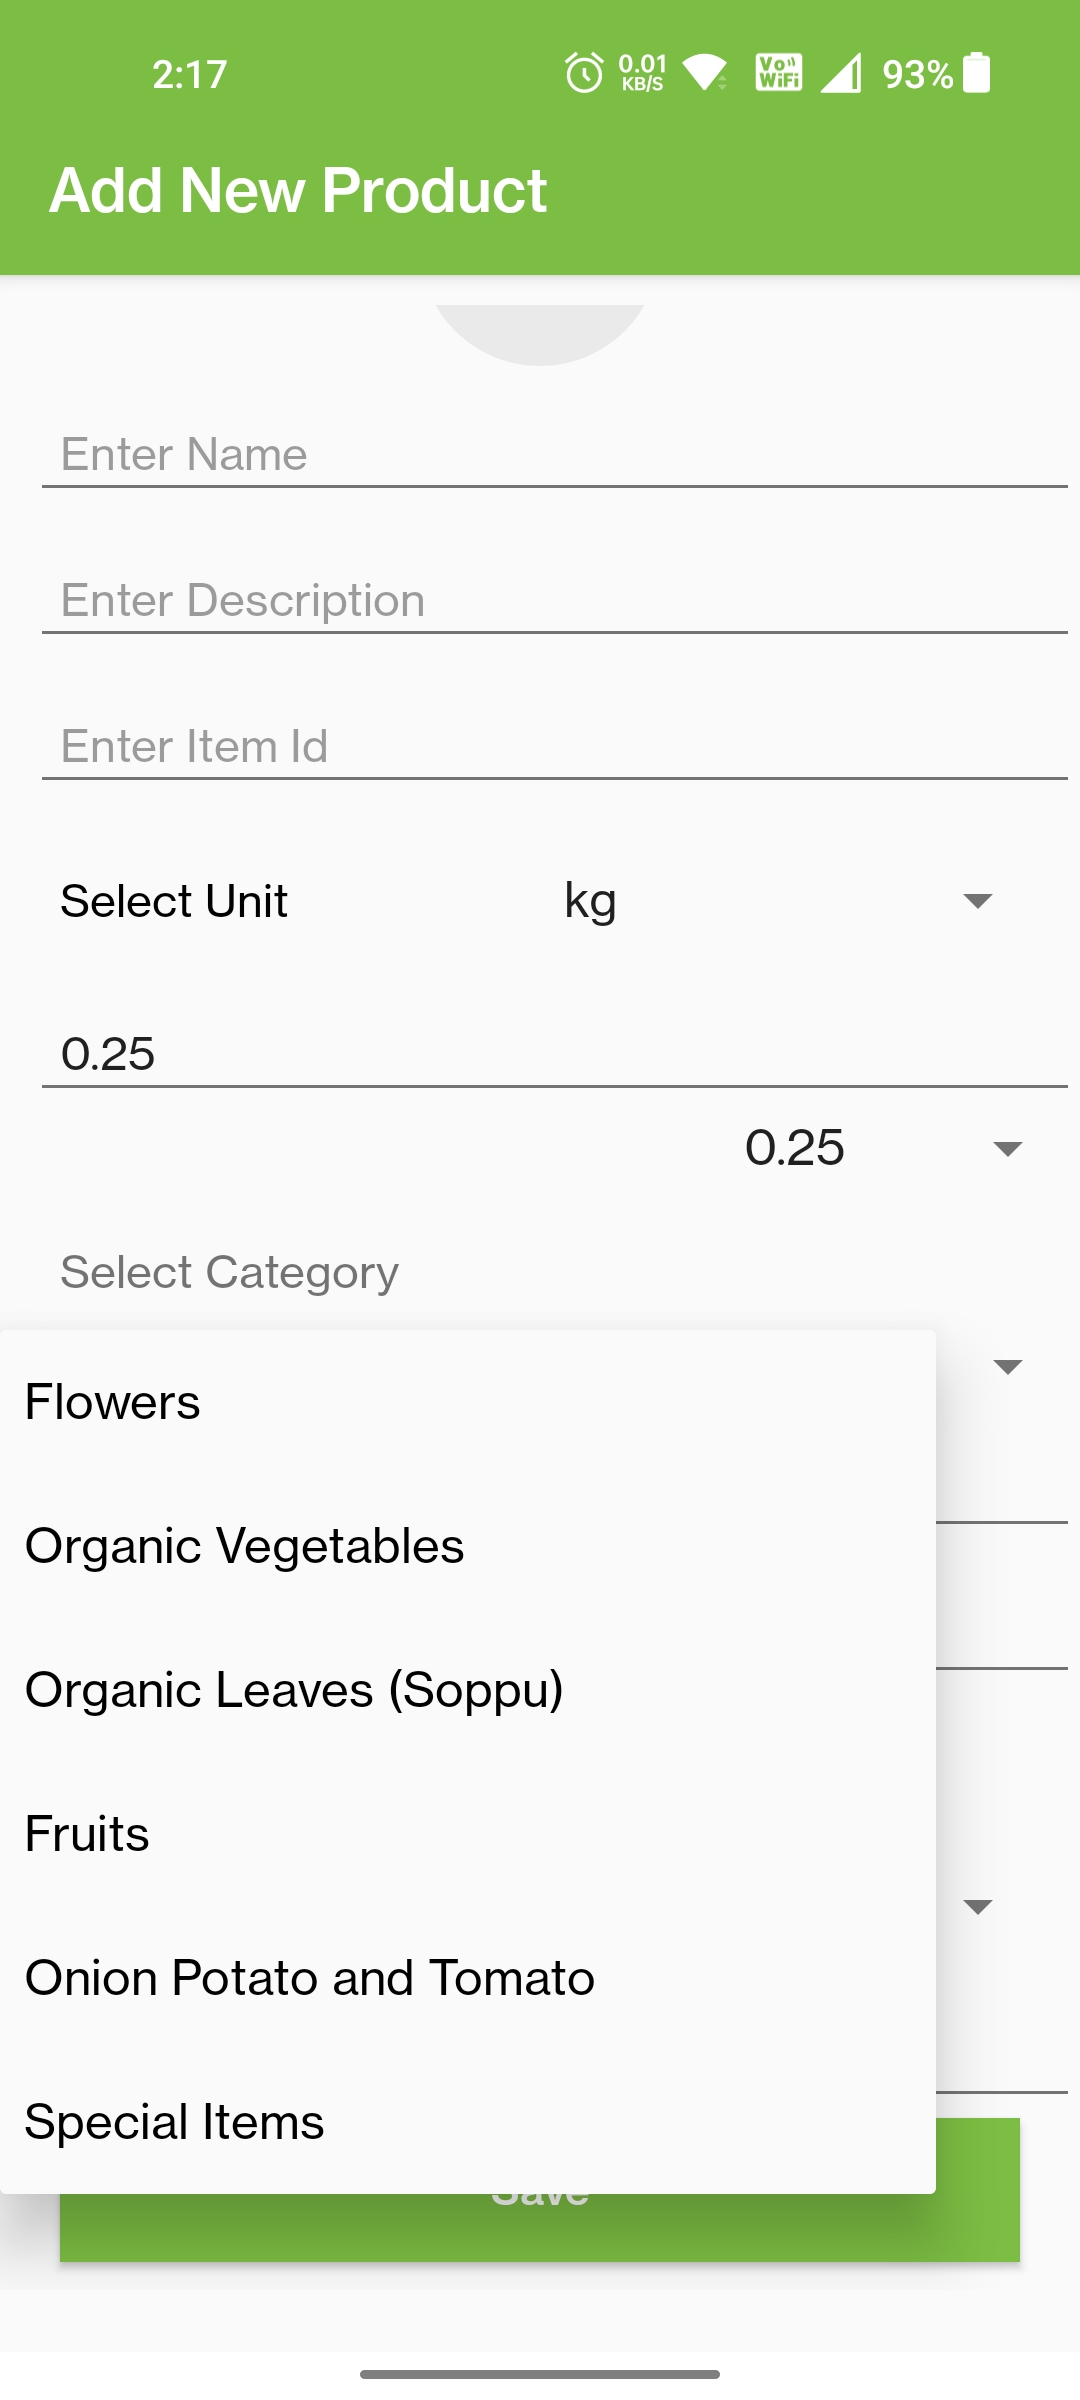 2:17 0.01 KB/S Vo WiFi 93%
Add New Product
Enter Name
Enter Description
Enter Item Id
Select Unit kg
0.25
0.25
Select Category
Flowers
Organic Vegetables
Organic Leaves (Soppu)
Fruits
Onion Potato and Tomato
Special Items
Save